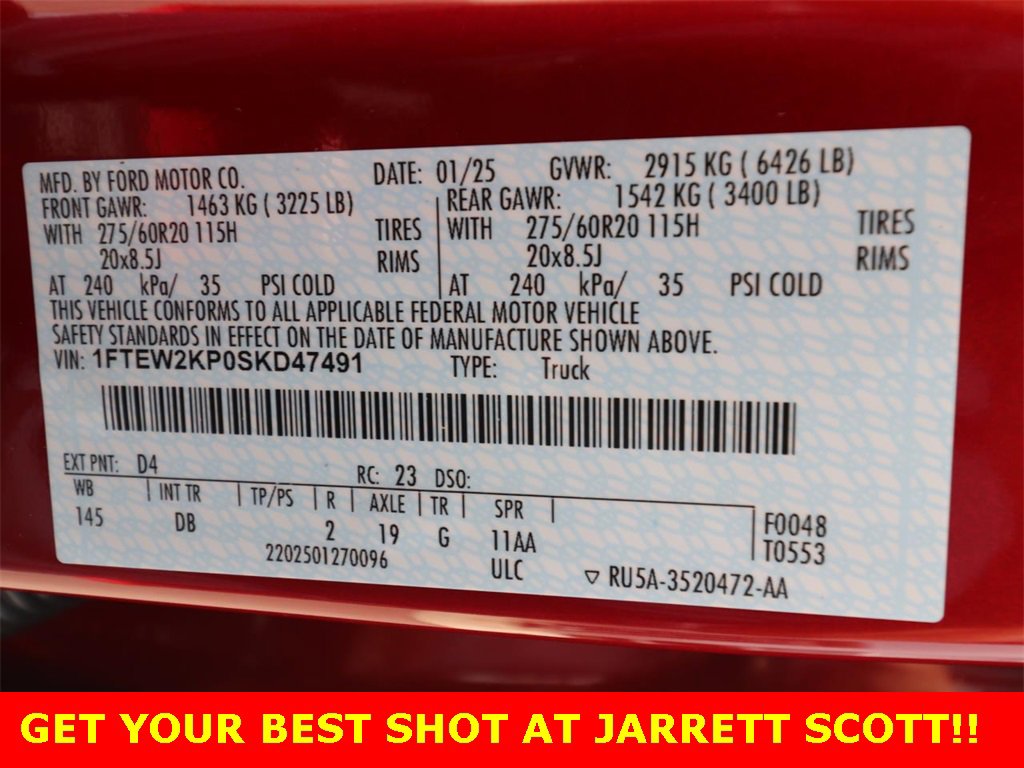 MFD. BY FORD MOTOR CO. DATE: 01/25 GVWR: 2915 KG ( 6426 LB)
FRONT GAWR: 1463 KG ( 3225 LB) REAR GAWR: 1542 KG ( 3400 LB)
WITH 275/60R20 115H TIRES WITH 275/60R20 115H TIRES
20x8.5J RIMS 20x8.5J RIMS
AT 240 kPa/ 35 PSI COLD AT 240 kPa/ 35 PSI COLD
THIS VEHICLE CONFORMS TO ALL APPLICABLE FEDERAL MOTOR VEHICLE
SAFETY STANDARDS IN EFFECT ON THE DATE OF MANUFACTURE SHOWN ABOVE.
VIN: 1FTEW2KP0SKD47491 TYPE: Truck
EXT PNT: D4 RC: 23 DSO:
WB INT TR TP/PS R AXLE TR SPR
145 DB 2 19 G 11AA F0048
2202501270096 ULC T0553
RU5A-3520472-AA
GET YOUR BEST SHOT AT JARRETT SCOTT!!